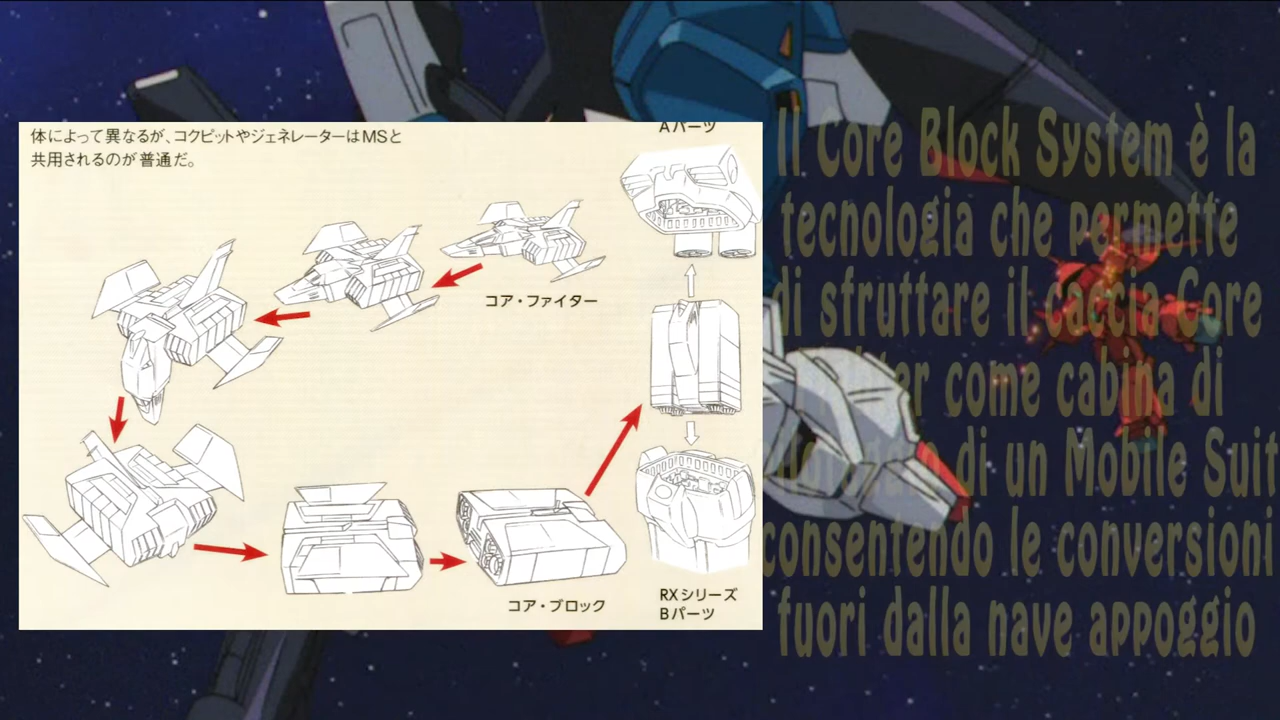 体によって異なるが、コクピットやジェネレーターはMSと
共用されるのが普通だ。
Aパーツ
コア・ファイター
コア・ブロック
RXシリーズ
Bパーツ
Il Core Block System è la
tecnologia che permette
di sfruttare il caccia Core
come cabina di
di un Mobile Suit
consentendo le conversioni
fuori dalla nave appoggio